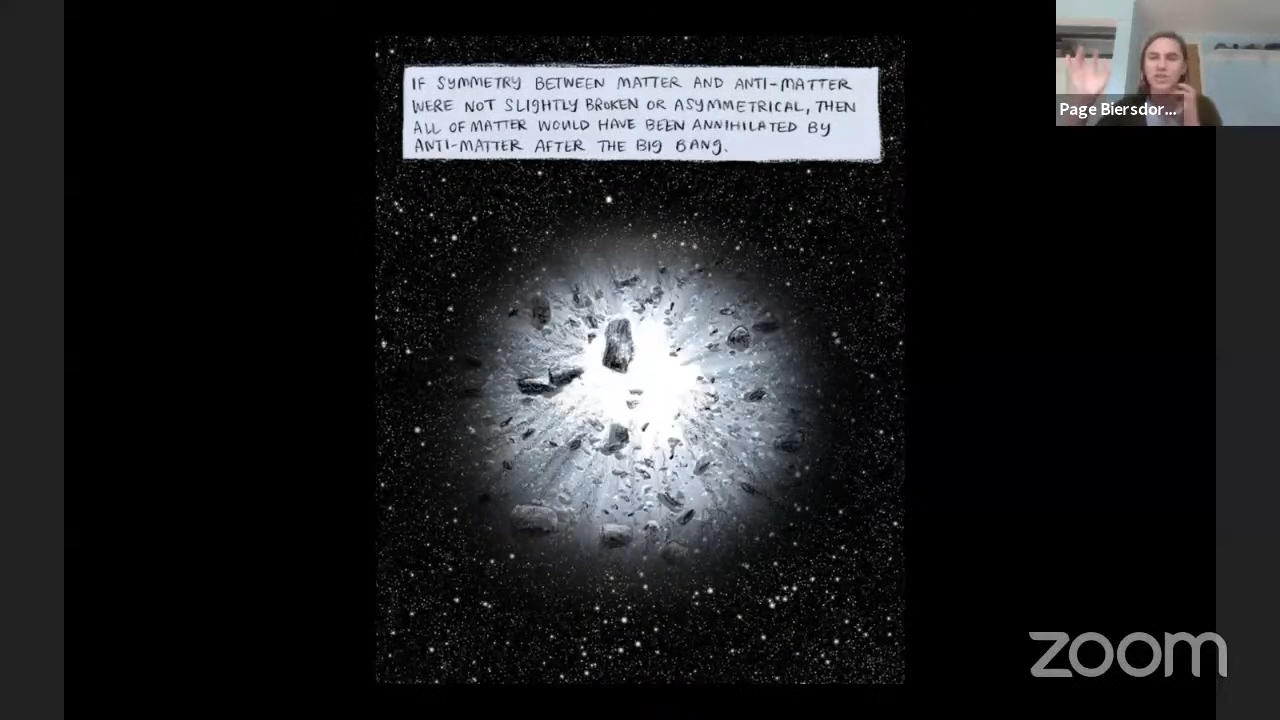 IF SYMMETRY BETWEEN MATTER AND ANTI-MATTER
WERE NOT SLIGHTLY BROKEN OR ASYMMETRICAL, THEN
ALL OF MATTER WOULD HAVE BEEN ANNIHILATED BY
ANTI-MATTER AFTER THE BIG BANG.
Page Biersdor...
zoom